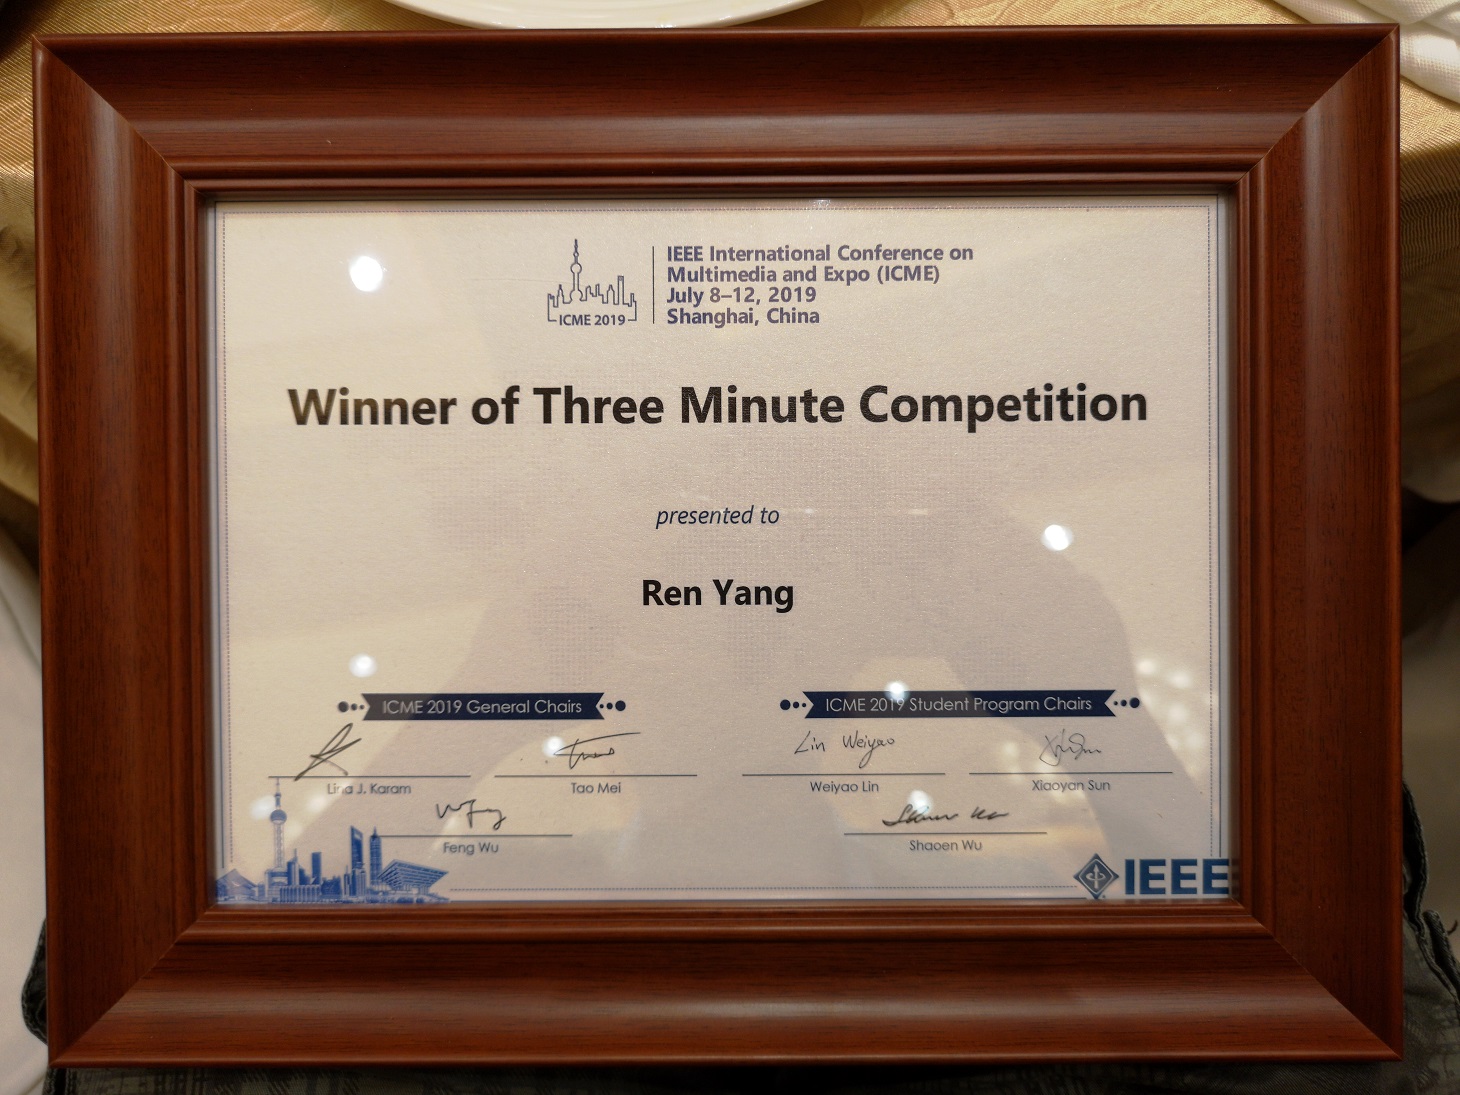 ICME 2019
IEEE International Conference on
Multimedia and Expo (ICME)
July 8–12, 2019
Shanghai, China
Winner of Three Minute Competition
presented to
Ren Yang
ICME 2019 General Chairs
ICME 2019 Student Program Chairs
Lin Weiyao
Lina J. Karam
Tao Mei
Weiyao Lin
Xiaoyan Sun
Feng Wu
Shaoen Wu
IEEE